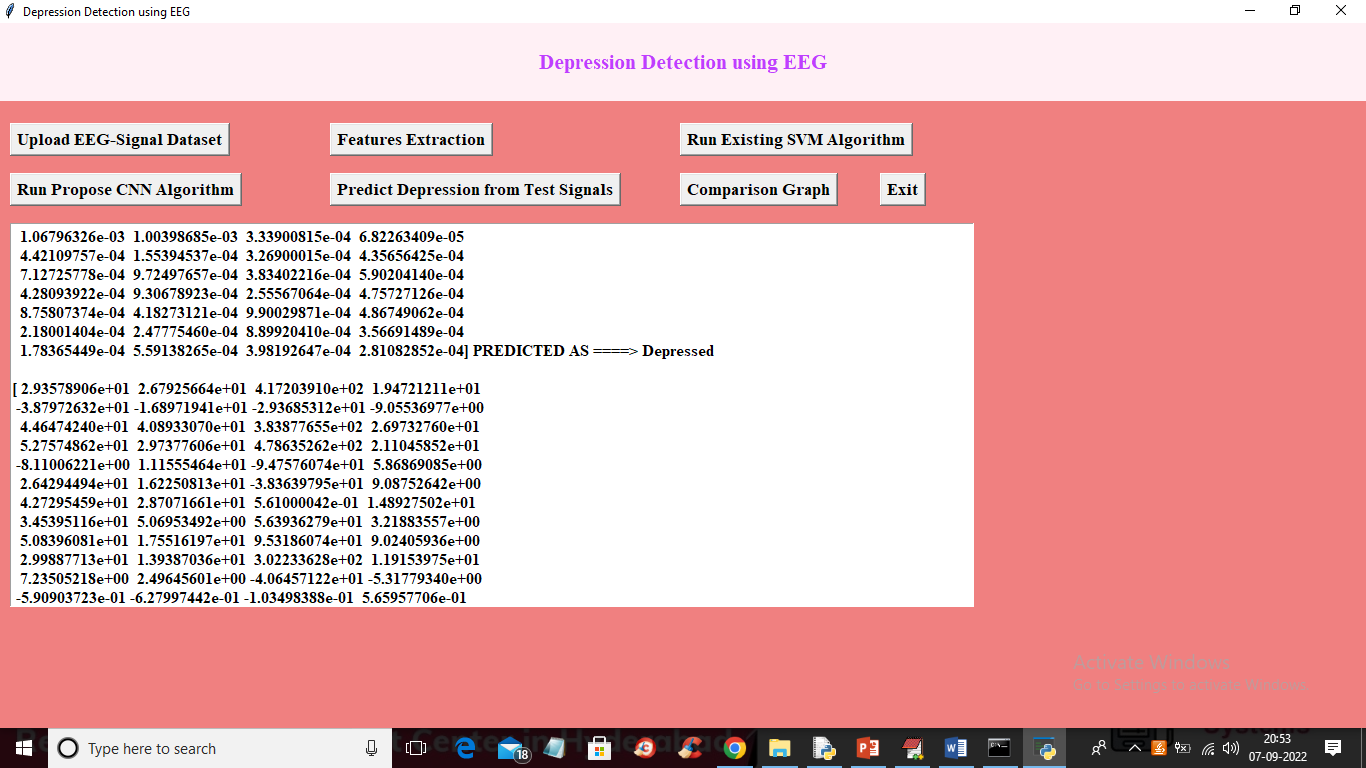 Depression Detection using EEG
Depression Detection using EEG
Upload EEG-Signal Dataset
Features Extraction
Run Existing SVM Algorithm
Run Propose CNN Algorithm
Predict Depression from Test Signals
Comparison Graph
Exit
1.06796326e-03 1.00398685e-03 3.33900815e-04 6.82263409e-05
4.42109757e-04 1.55394537e-04 3.26900015e-04 4.35656425e-04
7.12725778e-04 9.72497657e-04 3.83402216e-04 5.90204140e-04
4.28093922e-04 9.30678923e-04 2.55567064e-04 4.75727126e-04
8.75807374e-04 4.18273121e-04 9.90029871e-04 4.86749062e-04
2.18001404e-04 2.47775460e-04 8.89920410e-04 3.56691489e-04
1.78365449e-04 5.59138265e-04 3.98192647e-04 2.81082852e-04] PREDICTED AS ====> Depressed
[ 2.93578906e+01 2.67925664e+01 4.17203910e+02 1.94721211e+01
-3.87972632e+01 -1.68971941e+01 -2.93685312e+01 -9.05536977e+00
4.46474240e+01 4.08933070e+01 3.83877655e+02 2.69732760e+01
5.27574862e+01 2.97377606e+01 4.78635262e+02 2.11045852e+01
-8.11006221e+00 1.11555464e+01 -9.47576074e+01 5.86869085e+00
2.64294494e+01 1.62250813e+01 -3.83639795e+01 9.08752642e+00
4.27295459e+01 2.87071661e+01 5.61000042e-01 1.48927502e+01
3.45395116e+01 5.06953492e+00 5.63936279e+01 3.21883557e+00
5.08396081e+01 1.75516197e+01 9.53186074e+01 9.02405936e+00
2.99887713e+01 1.39387036e+01 3.02233628e+02 1.19153975e+01
7.23505218e+00 2.49645601e+00 -4.06457122e+01 -5.31779340e+00
-5.90903723e-01 -6.27997442e-01 -1.03498388e-01 5.65957706e-01
Activate Windows
Go to Settings to activate Windows.
Type here to search
18
20:53
07-09-2022